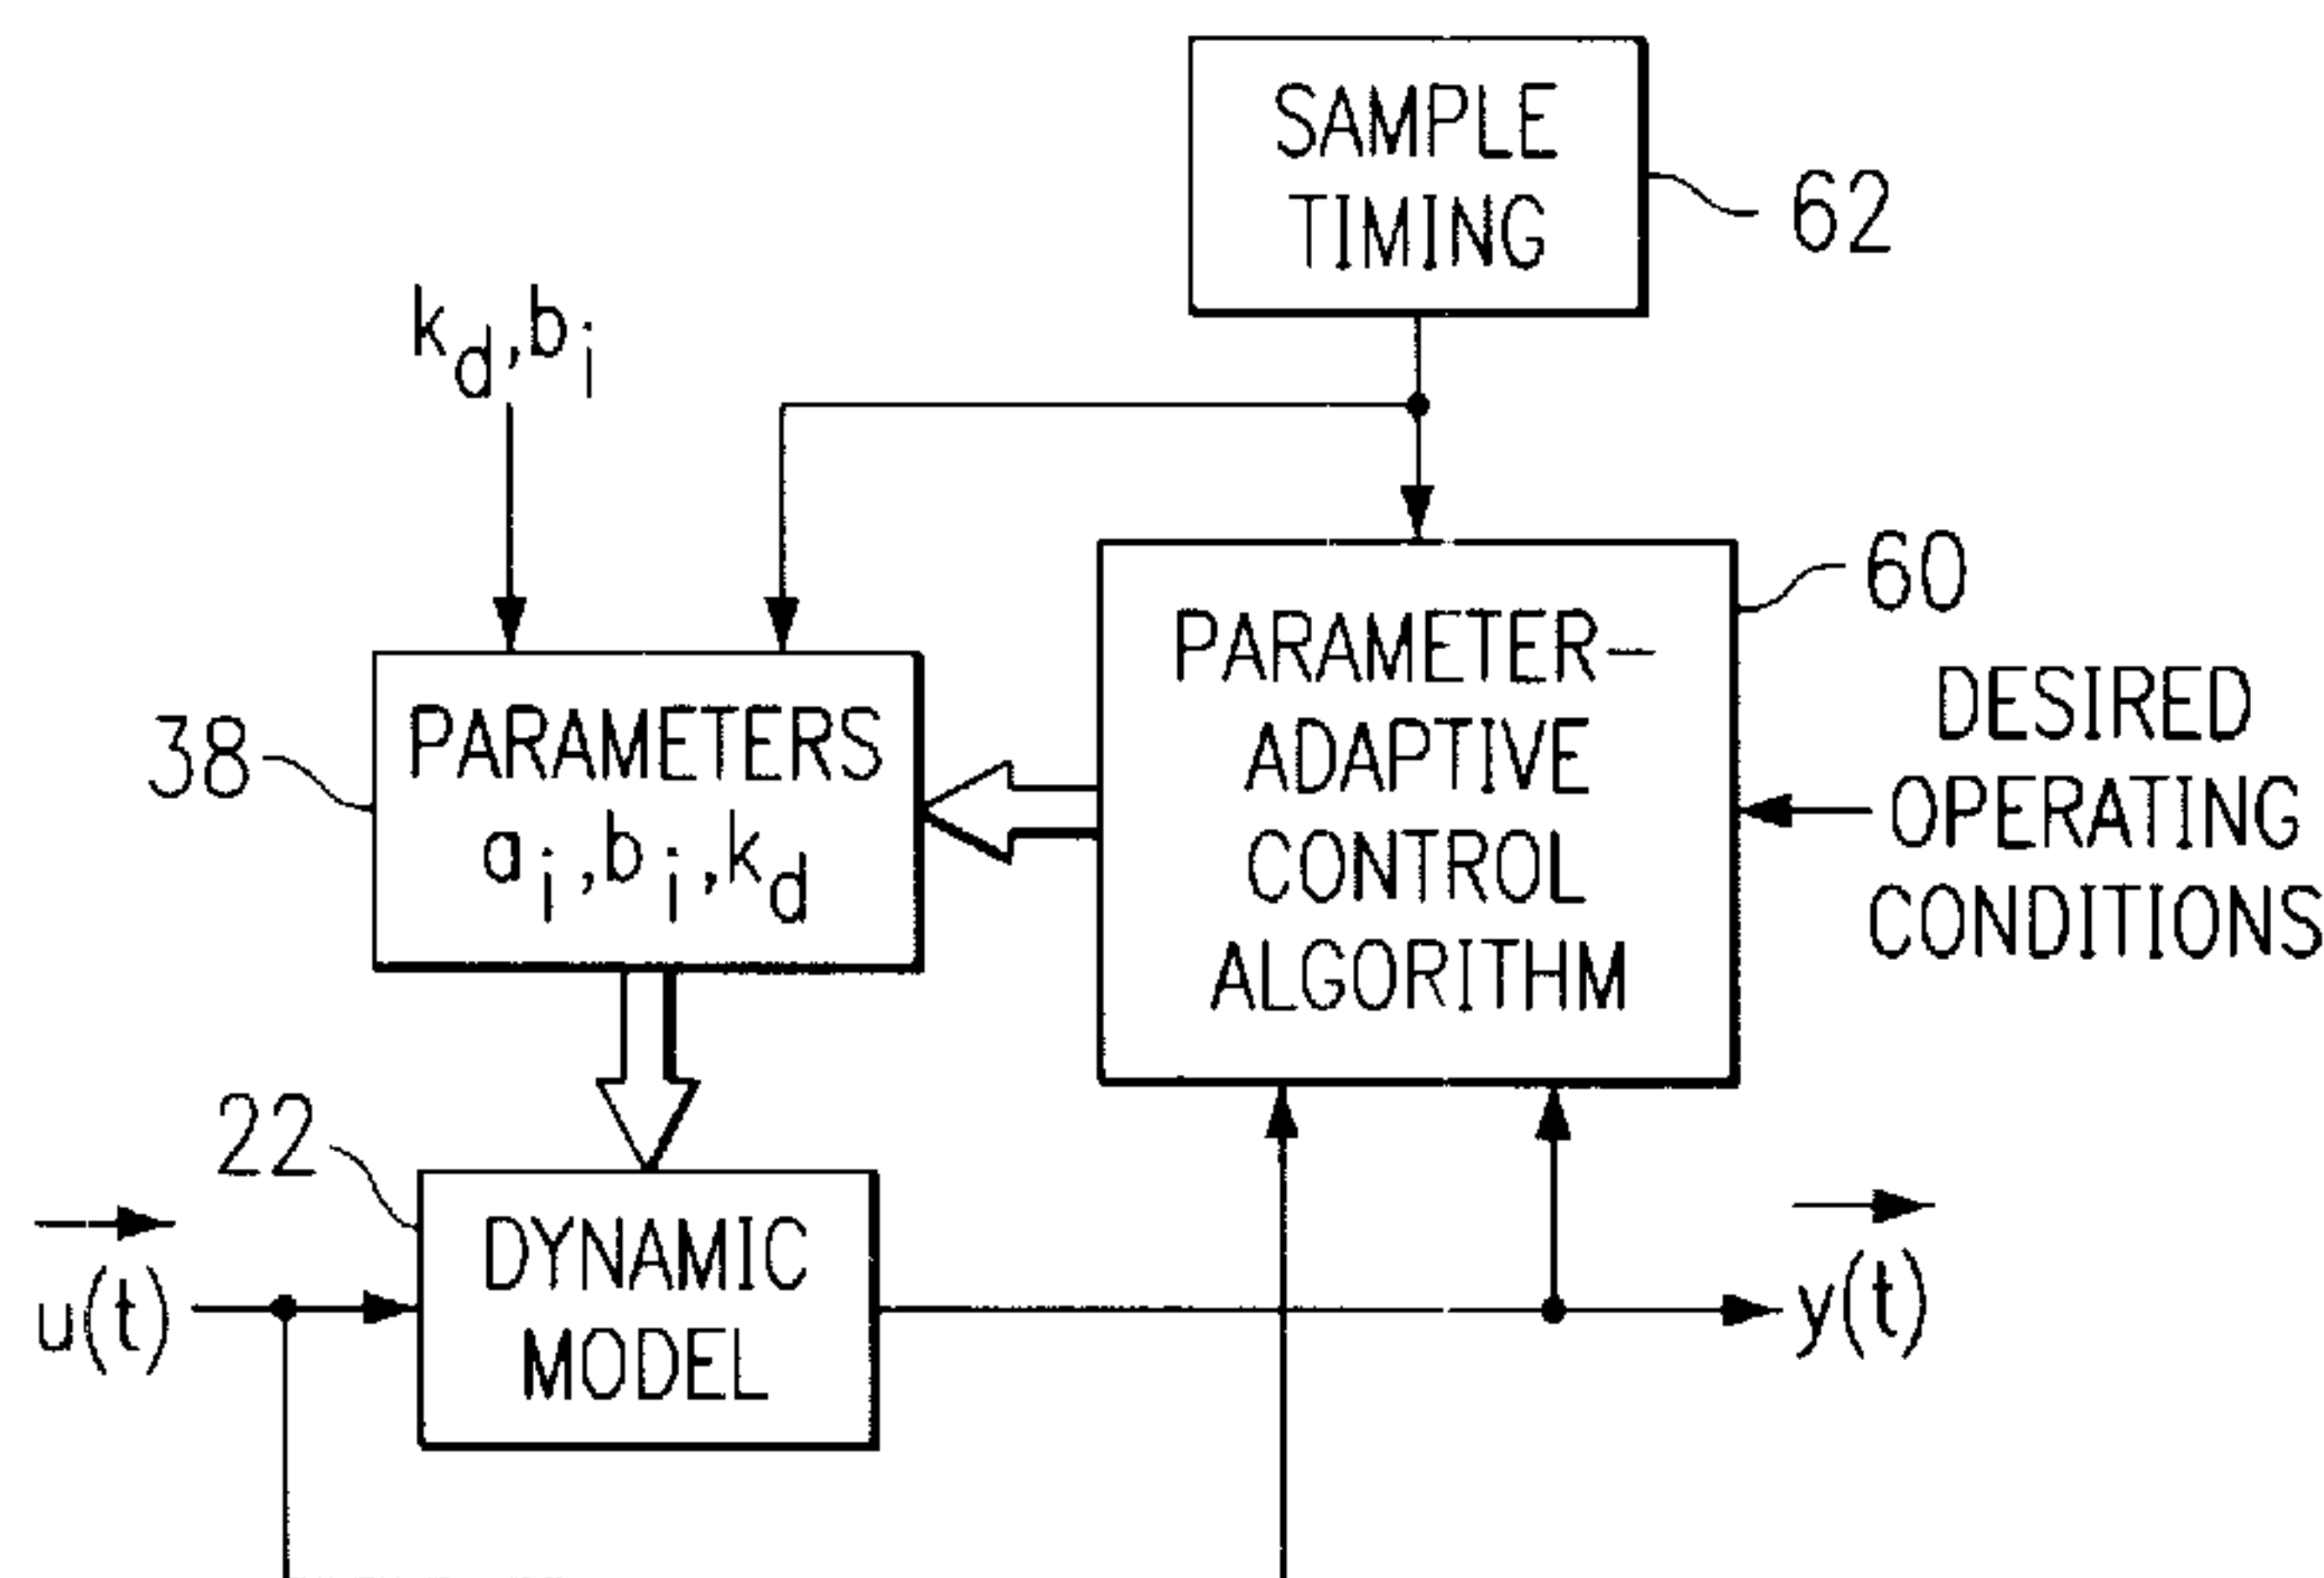 SAMPLE
TIMING
62
k_d,b_i
60
PARAMETER-
ADAPTIVE
CONTROL
ALGORITHM
DESIRED
OPERATING
CONDITIONS
38
PARAMETERS
a_i,b_i,k_d
22
DYNAMIC
MODEL
u(t)
y(t)